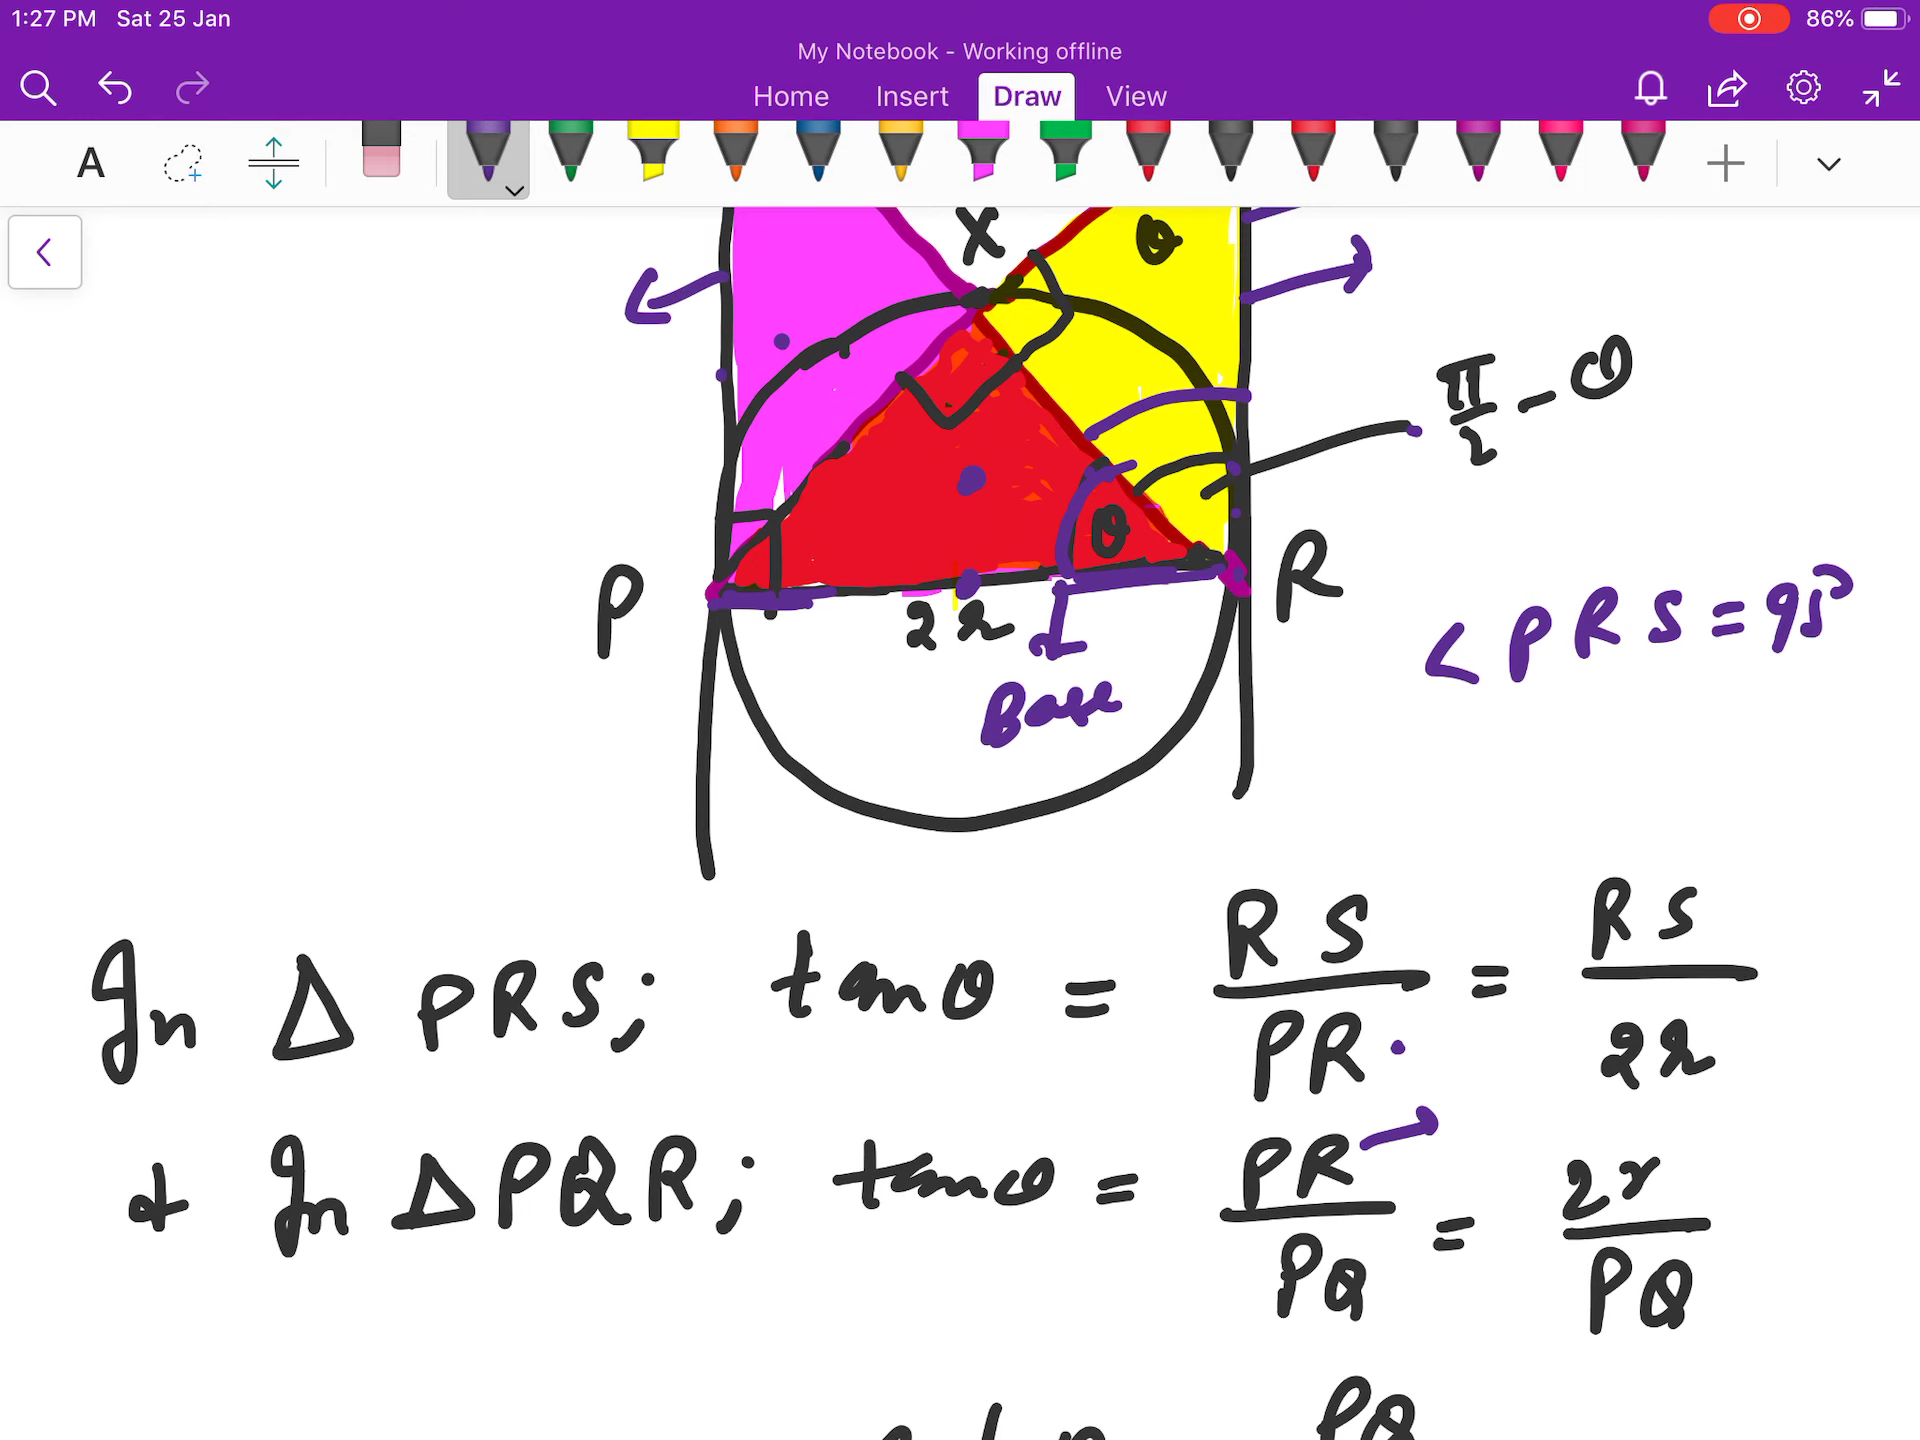 1:27 PM Sat 25 Jan
86%
My Notebook - Working offline
Home Insert Draw View
A
X
θ
π/2 - θ
θ
P
R
2r
Base
<PRS = 90°
In Δ PRS; tanθ = RS/PR = RS/2r
& In ΔPQR; tanθ = PR/PQ = 2r/PQ
PQ